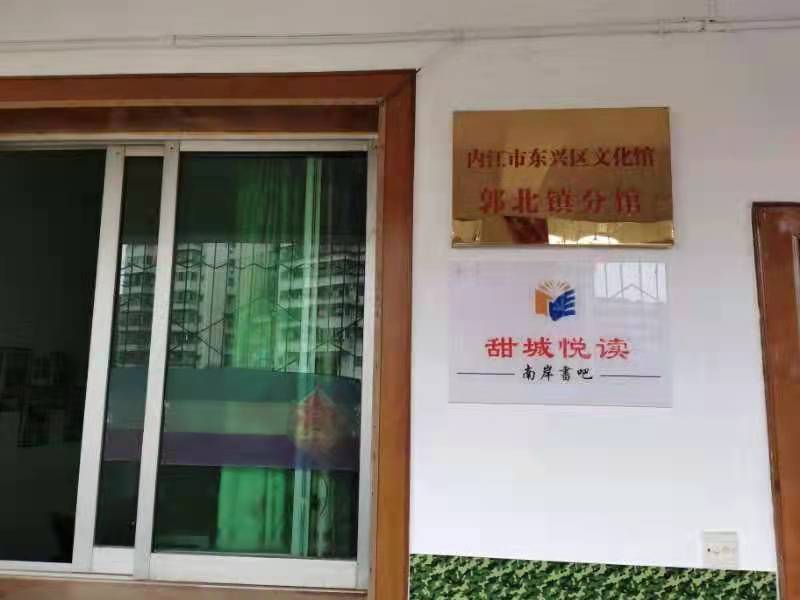 内江市东兴区文化馆
郭北镇分馆
甜城悦读
南岸書吧